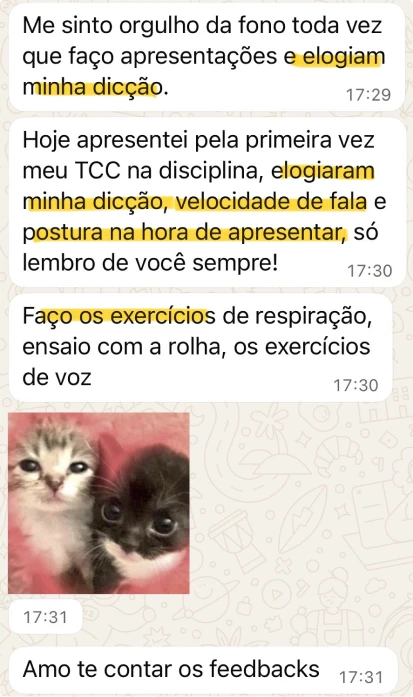 Me sinto orgulho da fono toda vez
que faço apresentações e elogiam
minha dicção.
17:29
Hoje apresentei pela primeira vez
meu TCC na disciplina, elogiaram
minha dicção, velocidade de fala e
postura na hora de apresentar, só
lembro de você sempre!
17:30
Faço os exercícios de respiração,
ensaio com a rolha, os exercícios
de voz
17:30
17:31
Amo te contar os feedbacks
17:31